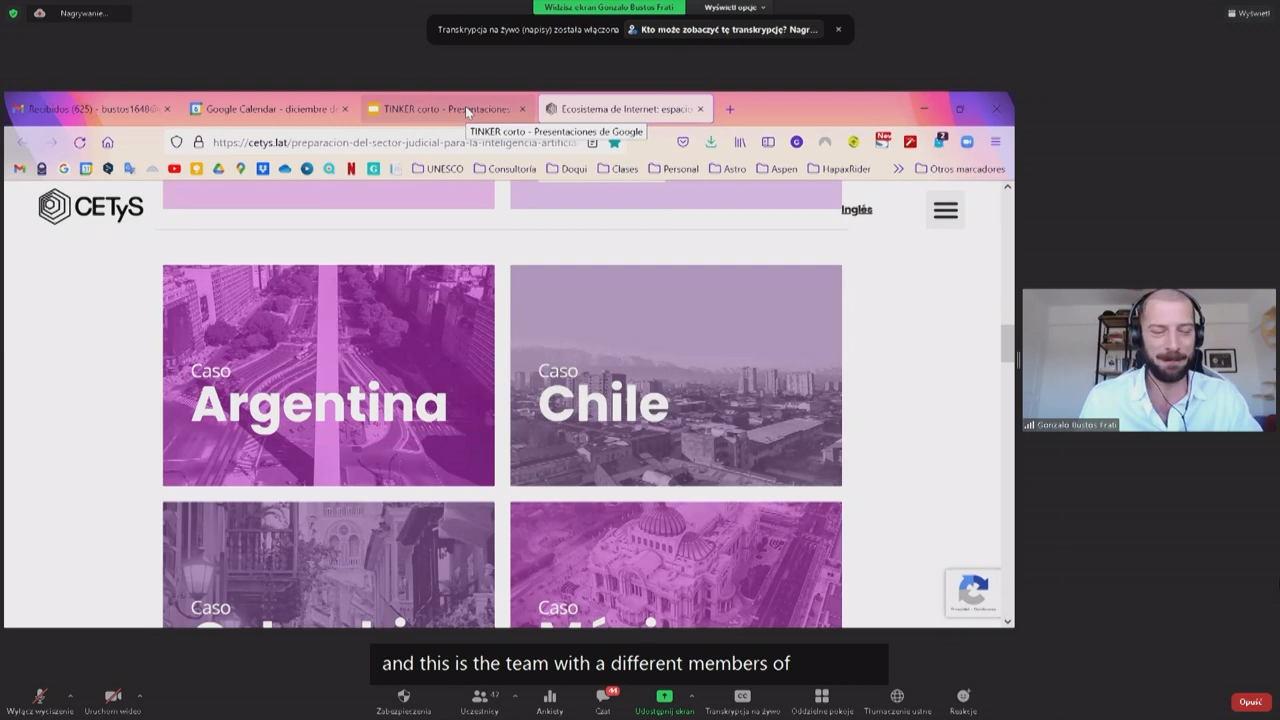 Nagrywanie...
Widzisz ekran Gonzalo Bustos Frati
Wyświetl opcje
Wyświetl
Transkrypcja na żywo (napisy) została włączona
Kto może zobaczyć tę transkrypcję? Nagr...
Recibidos (625) - bustos1648@
Google Calendar - diciembre d
TINKER corto - Presentaciones
Ecosistema de Internet: espacio
TINKER corto - Presentaciones de Google
https://cetys.lat/preparacion-del-sector-judicial-para-la-inteligencia-artificia
New
2
UNESCO
Consultoría
Doqui
Clases
Personal
Astro
Aspen
HapaxRider
Otros marcadores
CETyS
Inglés
Caso
Argentina
Caso
Chile
Caso
Caso
Gonzalo Bustos Frati
and this is the team with a different members of
Wyłącz wyciszenie
Uruchom wideo
Zabezpieczenia
42
Uczestnicy
Ankiety
44
Czat
Udostępnij ekran
CC
Transkrypcja na żywo
Oddzielne pokoje
Tłumaczenie ustne
Reakcje
Opuść